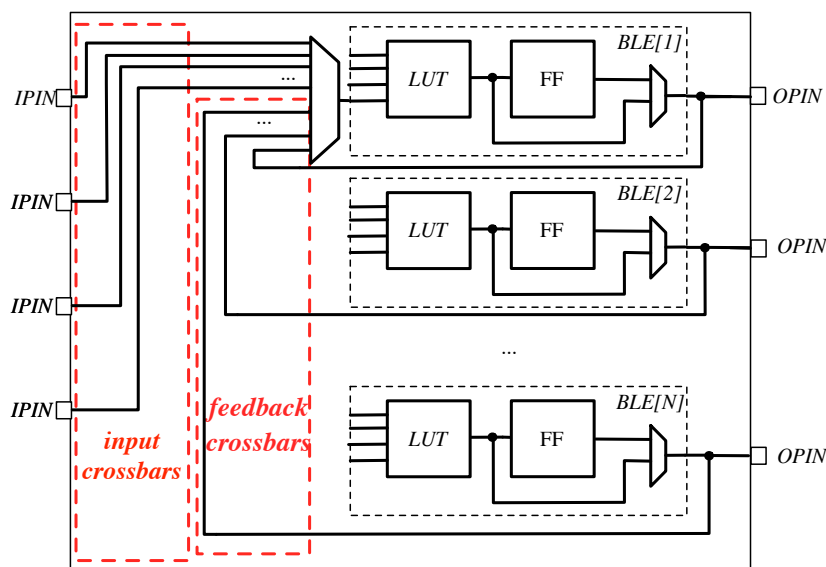 BLE[1]
...
LUT
FF
IPIN
OPIN
...
BLE[2]
IPIN
LUT
FF
OPIN
IPIN
...
BLE[N]
IPIN
feedback
crossbars
LUT
FF
input
crossbars
OPIN